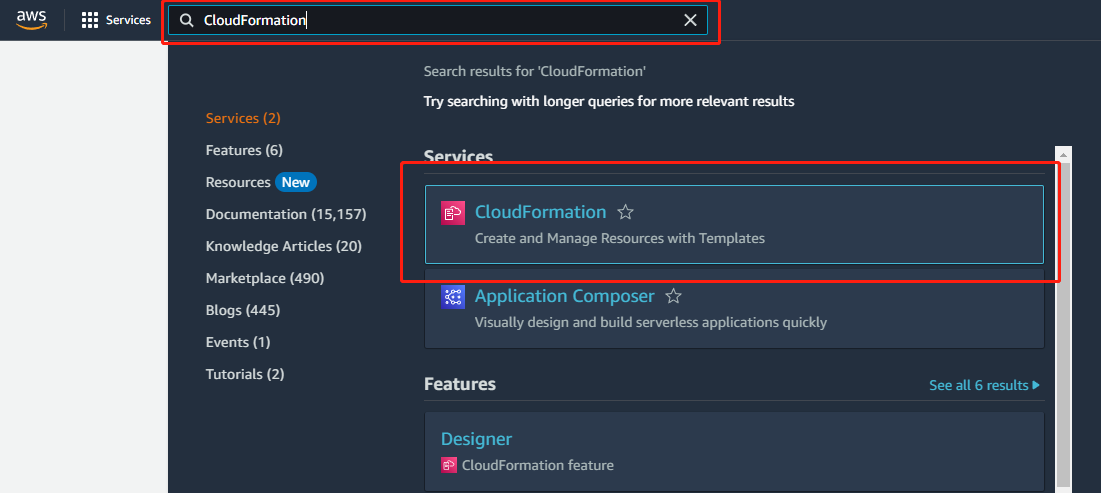 aws
Services
CloudFormation
Search results for 'CloudFormation'
Try searching with longer queries for more relevant results
Services (2)
Features (6)
Resources New
Documentation (15,157)
Knowledge Articles (20)
Marketplace (490)
Blogs (445)
Events (1)
Tutorials (2)
Services
CloudFormation
Create and Manage Resources with Templates
Application Composer
Visually design and build serverless applications quickly
Features
See all 6 results
Designer
CloudFormation feature